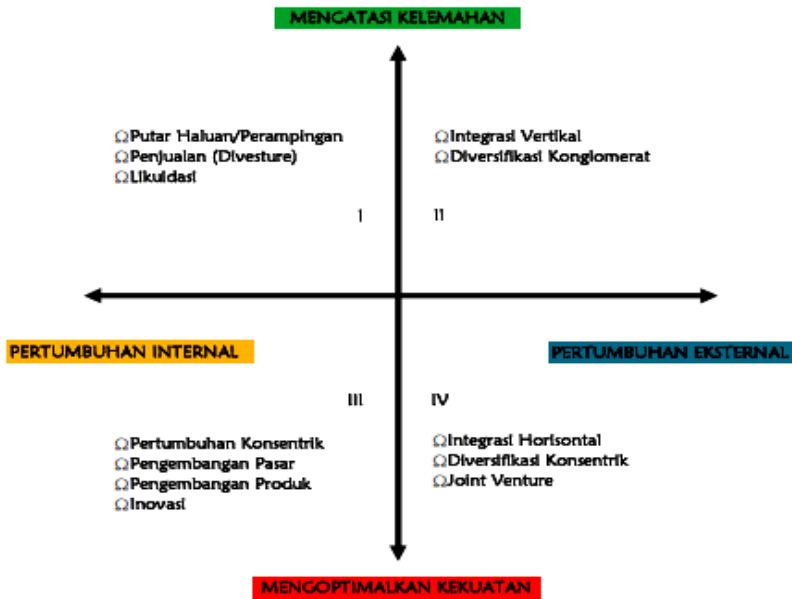 MENGATASI KELEMAHAN
ΩPutar Haluan/Perampingan
ΩPenjualan (Divesture)
ΩLikuidasi
I
ΩIntegrasi Vertikal
ΩDiversifikasi Konglomerat
II
PERTUMBUHAN INTERNAL
PERTUMBUHAN EKSTERNAL
III
ΩPertumbuhan Konsentrik
ΩPengembangan Pasar
ΩPengembangan Produk
ΩInovasi
IV
ΩIntegrasi Horisontal
ΩDiversifikasi Konsentrik
ΩJoint Venture
MENGOPTIMALKAN KEKUATAN